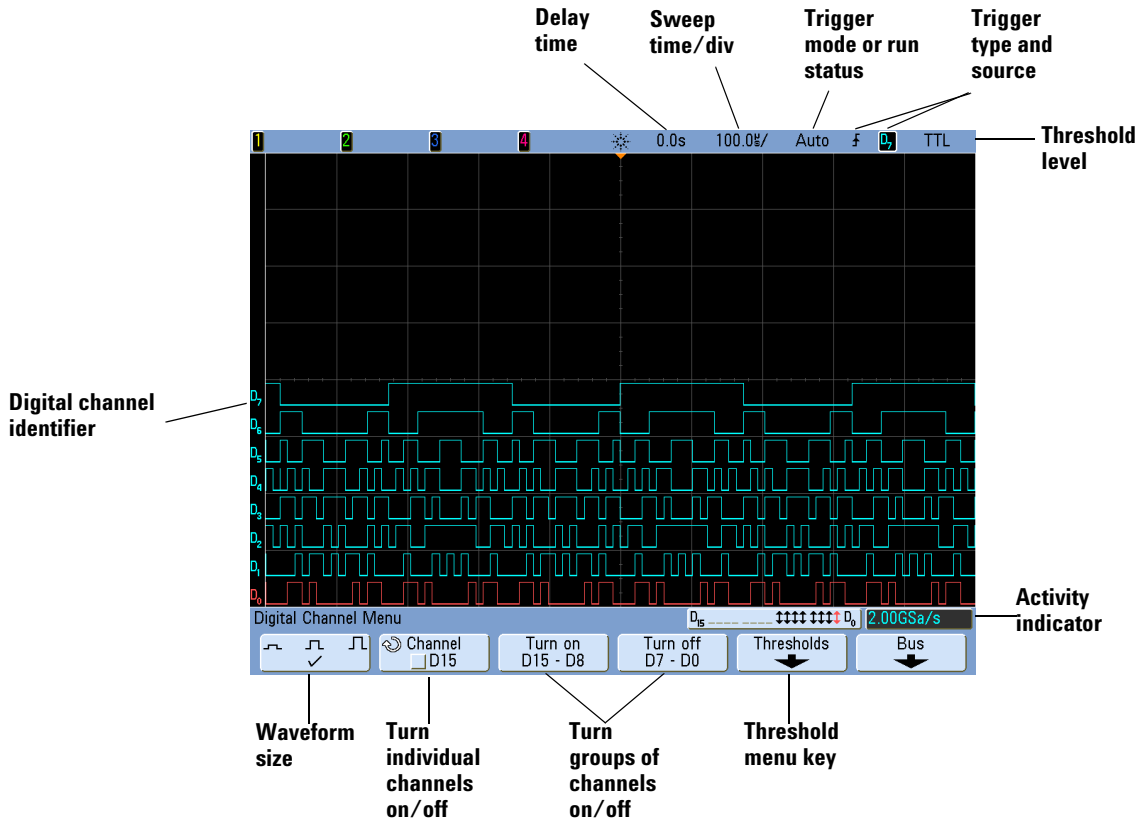 Delay
time
Sweep
time/div
Trigger
mode or run
status
Trigger
type and
source
1 2 3 4 0.0s 100.0㎲/ Auto D7 TTL
Threshold
level
Digital channel
identifier
D7
D6
D5
D4
D3
D2
D1
D0
Digital Channel Menu
D15 D0 2.00GSa/s
Activity
indicator
Channel
D15
Turn on
D15 - D8
Turn off
D7 - D0
Thresholds
Bus
Waveform
size
Turn
individual
channels
on/off
Turn
groups of
channels
on/off
Threshold
menu key